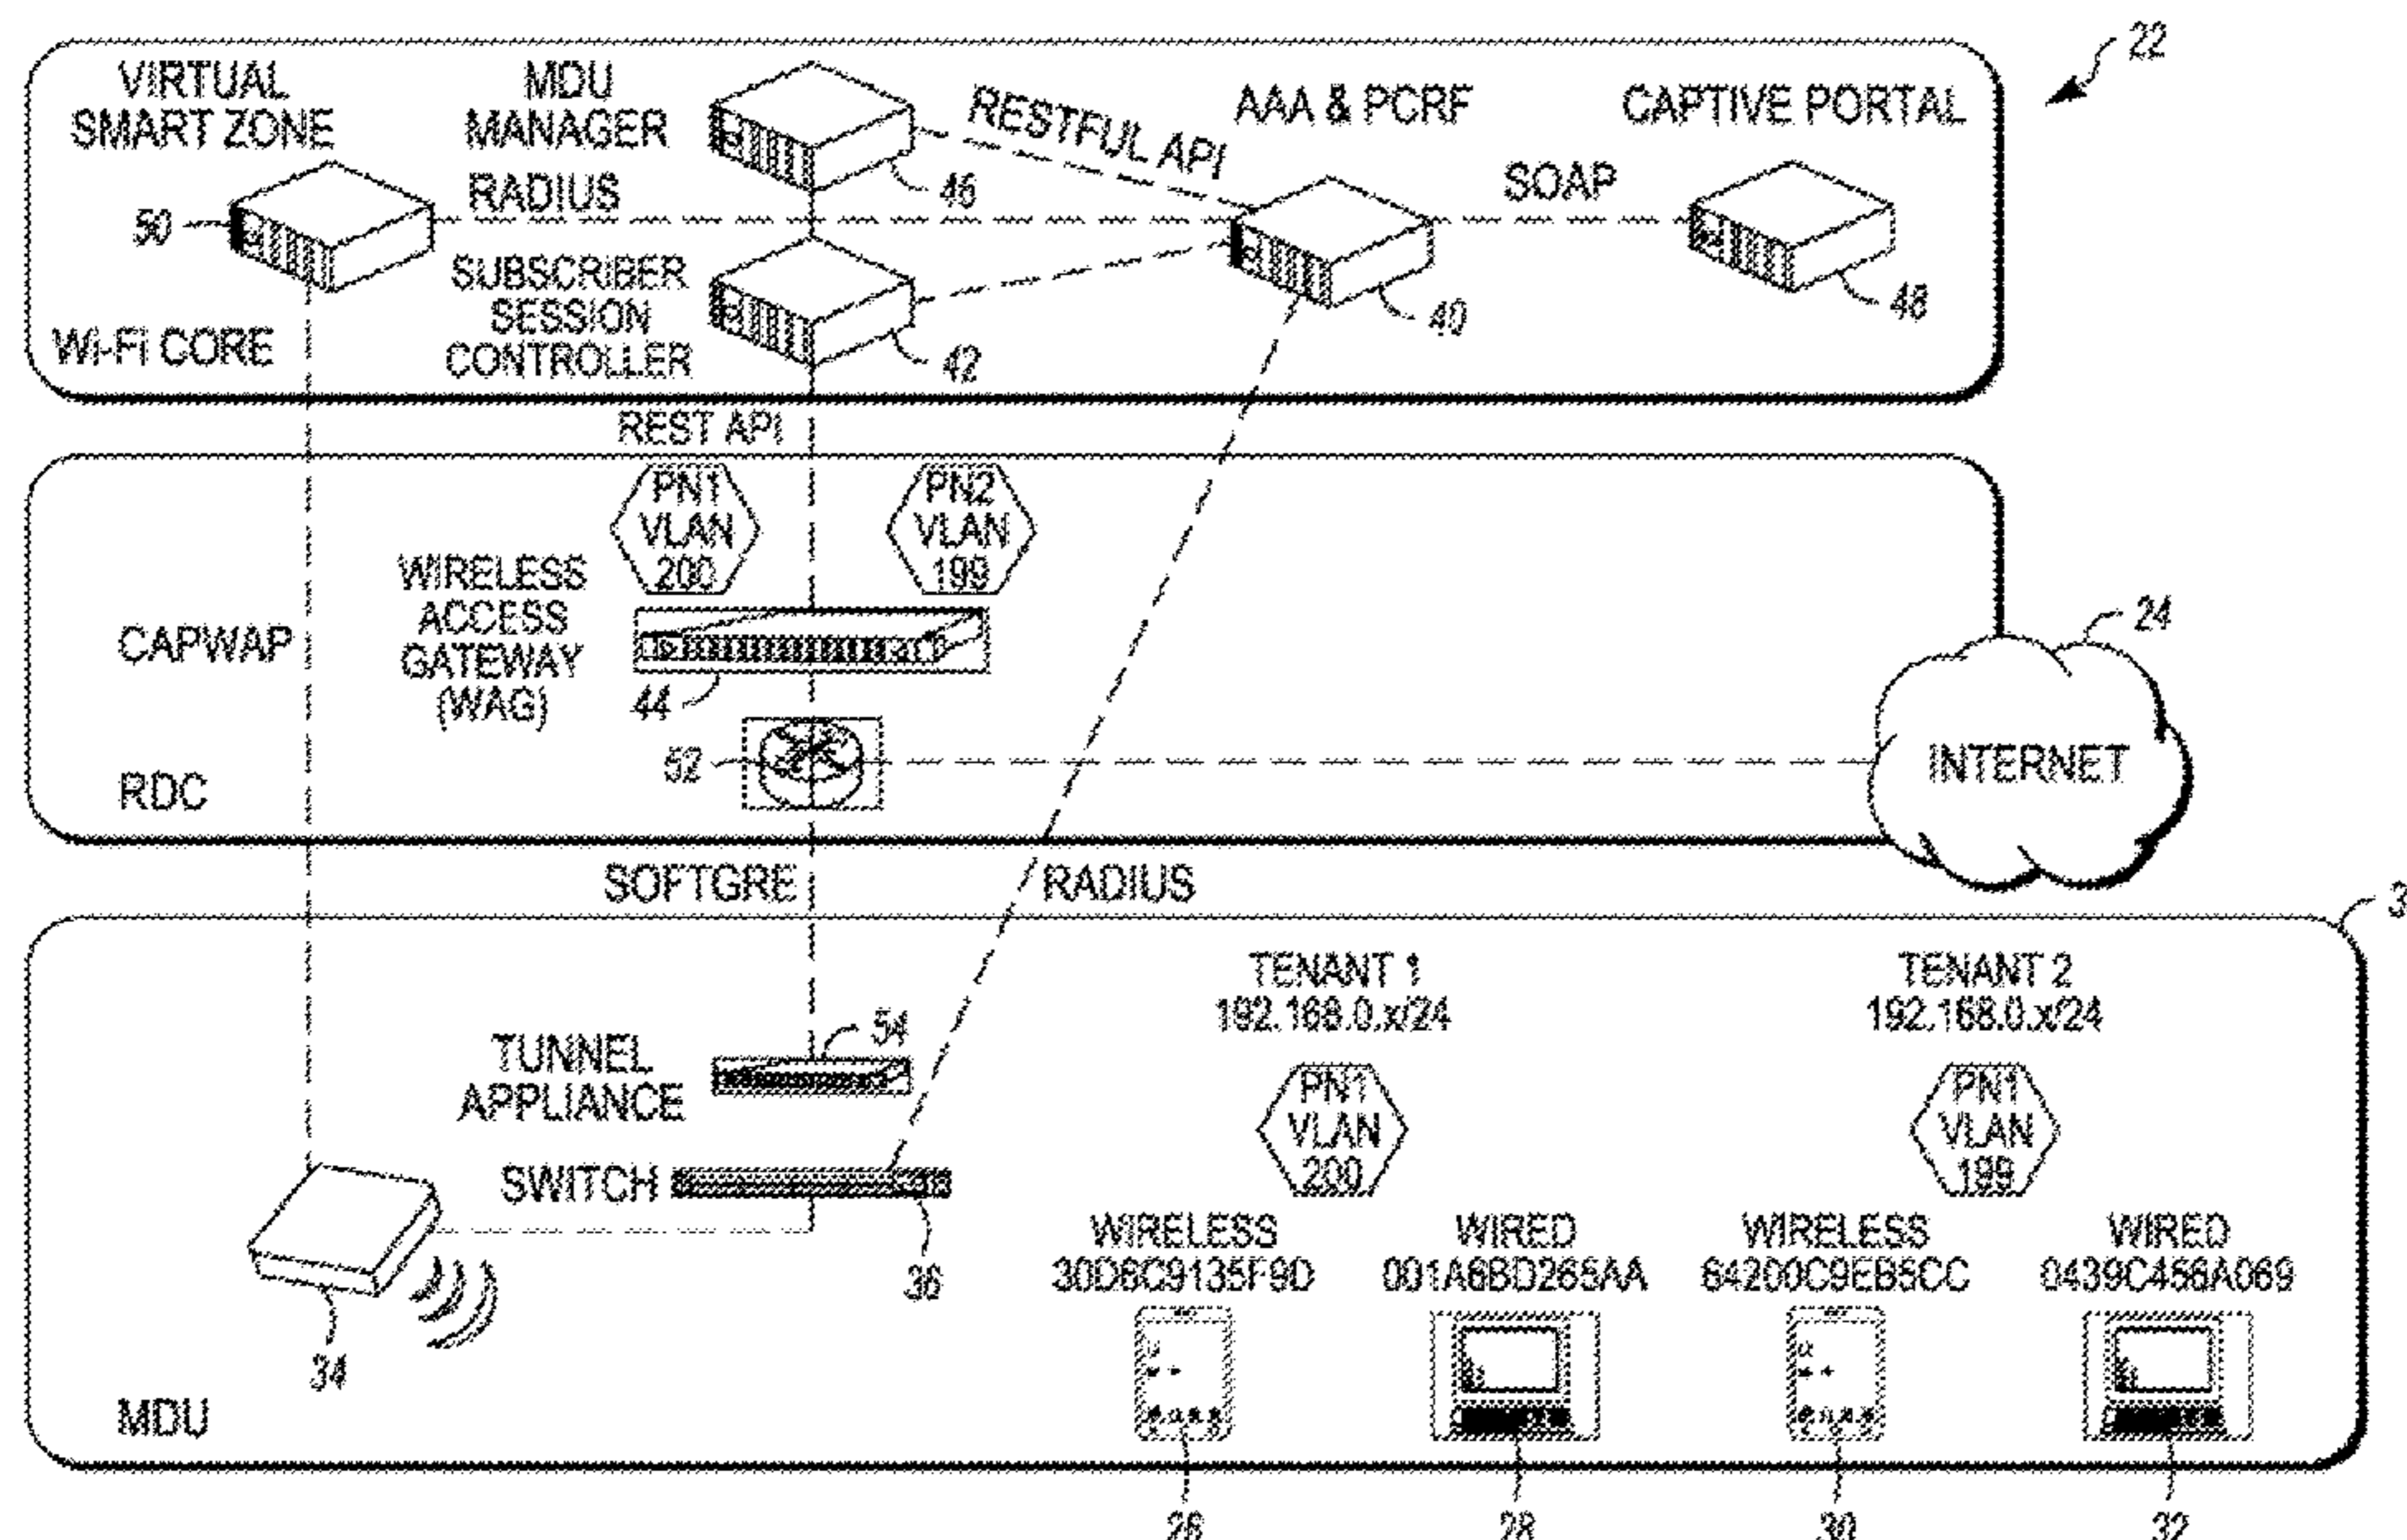 22
VIRTUAL
SMART ZONE
MDU
MANAGER
RESTFUL API
AAA & PCRF
CAPTIVE PORTAL
RADIUS
46
SOAP
50
SUBSCRIBER
SESSION
CONTROLLER
42
40
48
Wi-Fi CORE
REST API
PN1
VLAN
200
PN2
VLAN
199
WIRELESS
ACCESS
GATEWAY
(WAG)
CAPWAP
44
24
52
INTERNET
RDC
SOFTGRE
RADIUS
TENANT 1
192.168.0.x/24
TENANT 2
192.168.0.x/24
54
TUNNEL
APPLIANCE
PN1
VLAN
200
PN1
VLAN
199
SWITCH
36
WIRELESS
WIRED
001A6BD265AA
WIRELESS
64200C9EB5CC
WIRED
0439C456A069
34
MDU
26
28
30
32